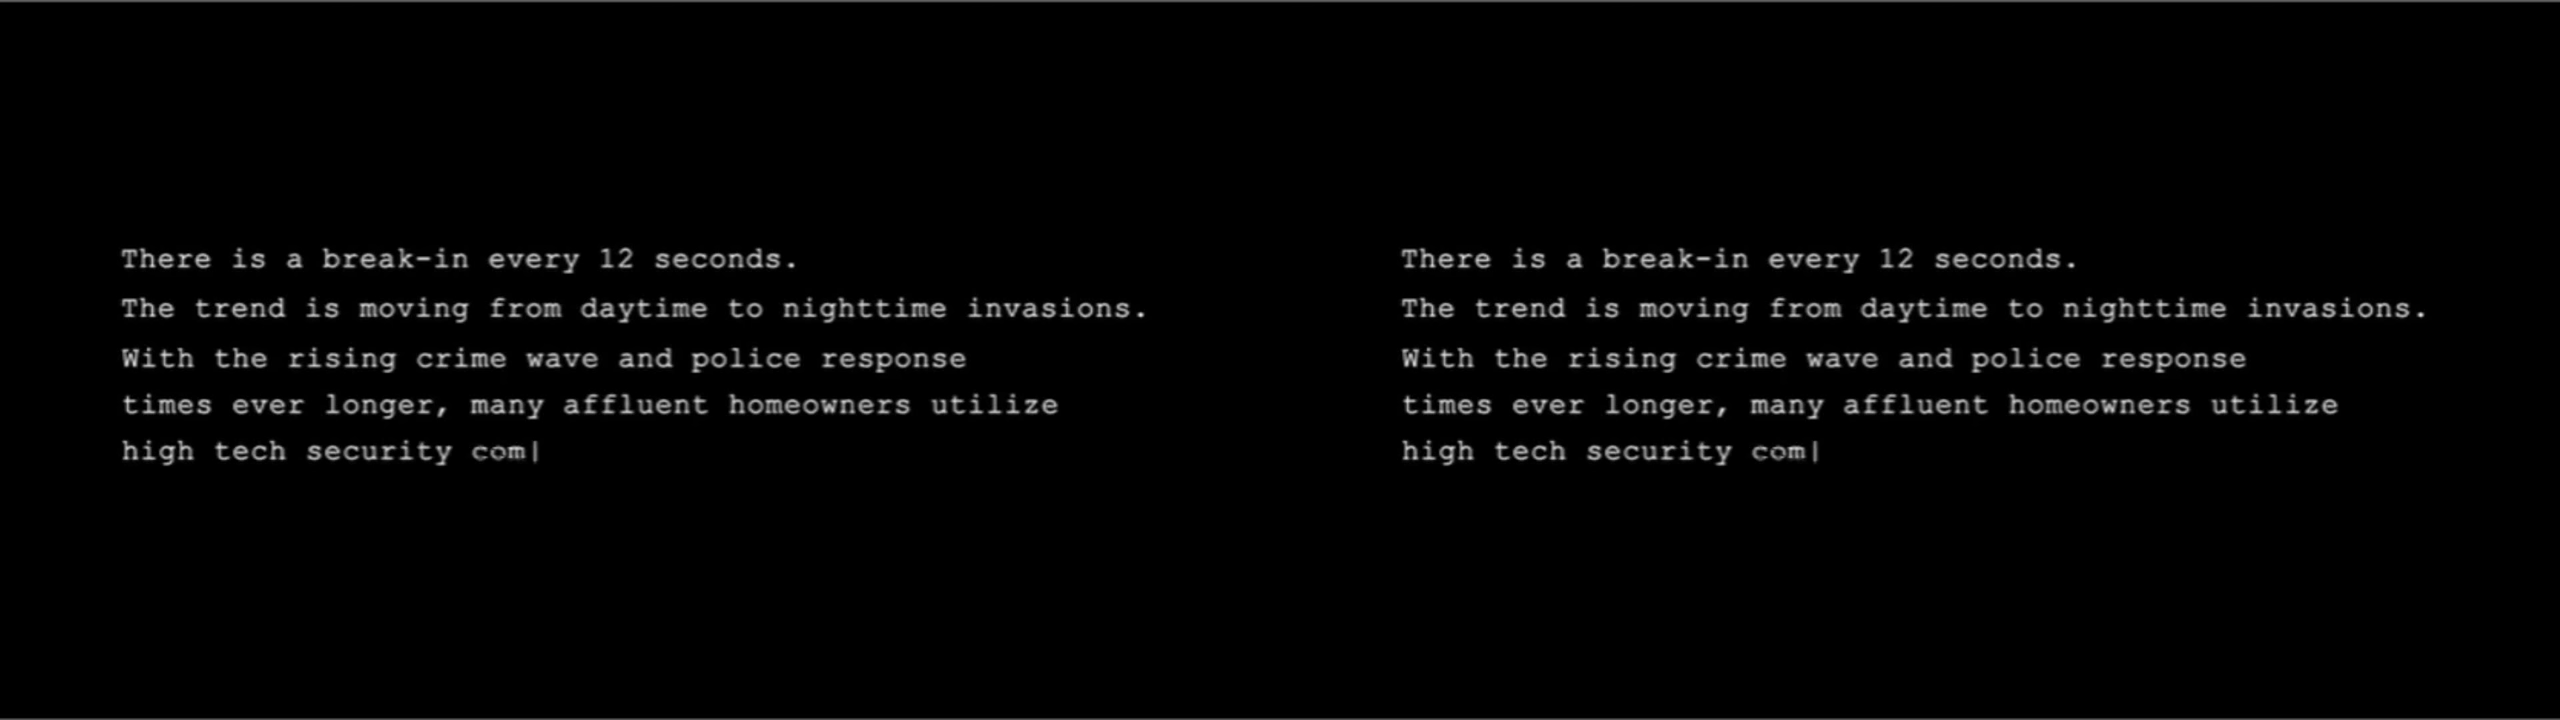 There is a break-in every 12 seconds.
The trend is moving from daytime to nighttime invasions.
With the rising crime wave and police response
times ever longer, many affluent homeowners utilize
high tech security com|
There is a break-in every 12 seconds.
The trend is moving from daytime to nighttime invasions.
With the rising crime wave and police response
times ever longer, many affluent homeowners utilize
high tech security com|